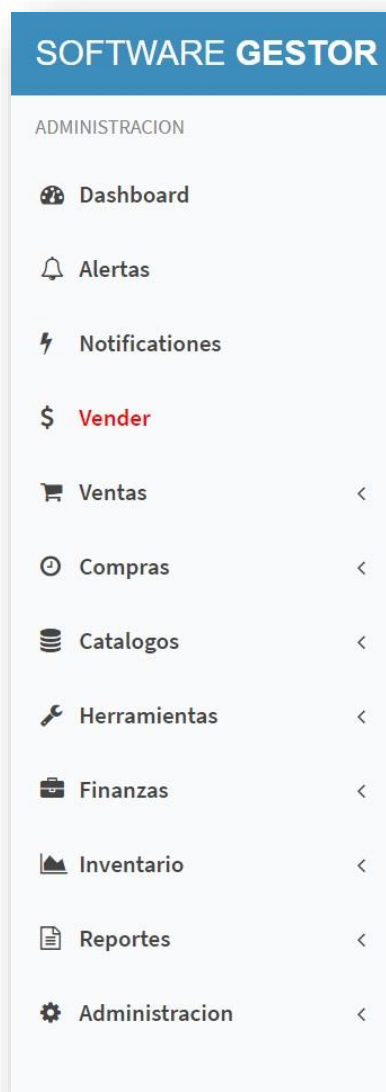 SOFTWARE GESTOR
ADMINISTRACION
Dashboard
Alertas
Notificationes
$ Vender
Ventas
Compras
Catalogos
Herramientas
Finanzas
Inventario
Reportes
Administracion